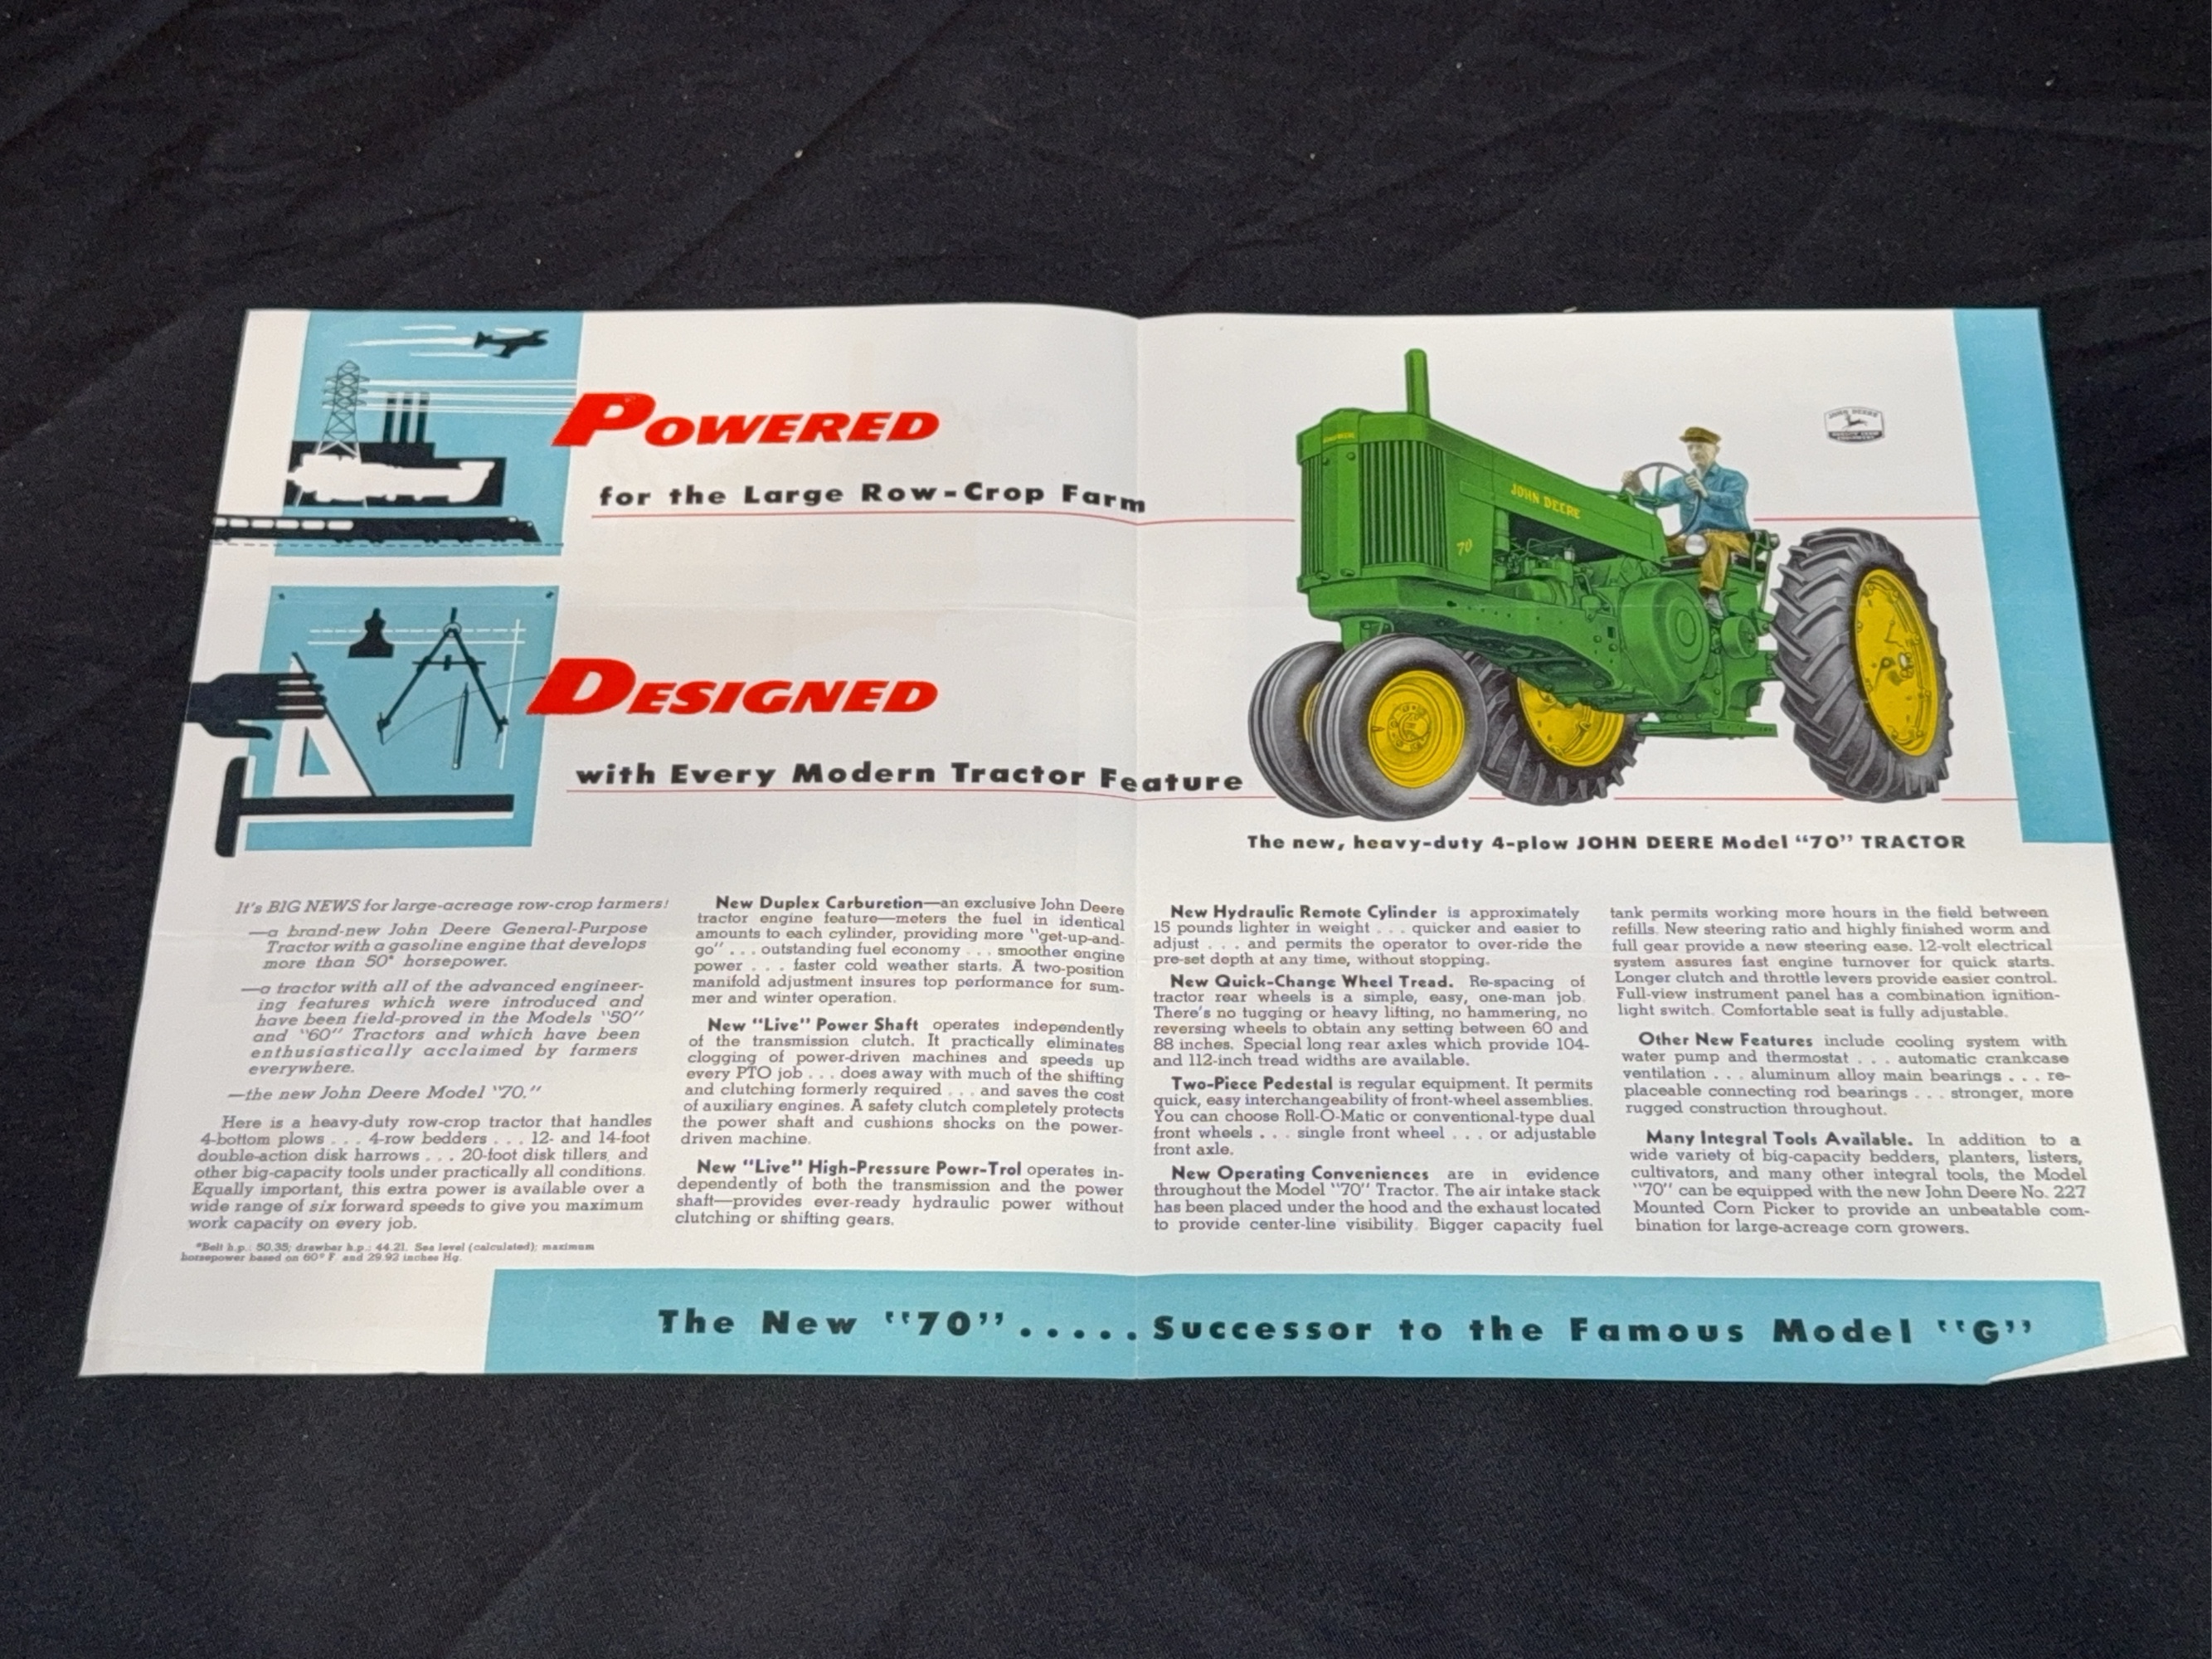 POWERED
for the Large Row-Crop Farm
DESIGNED
with Every Modern Tractor Feature
JOHN DEERE
70
JOHN DEERE
The new, heavy-duty 4-plow JOHN DEERE Model "70" TRACTOR
It's BIG NEWS for large-acreage row-crop farmers!
—a brand-new John Deere General-Purpose
Tractor with a gasoline engine that develops
more than 50* horsepower.
—a tractor with all of the advanced engineer-
ing features which were introduced and
have been field-proved in the Models "50"
and "60" Tractors and which have been
enthusiastically acclaimed by farmers
everywhere.
—the new John Deere Model "70."
Here is a heavy-duty row-crop tractor that handles
4-bottom plows . . . 4-row bedders . . . 12- and 14-foot
double-action disk harrows . . . 20-foot disk tillers, and
other big-capacity tools under practically all conditions.
Equally important, this extra power is available over a
wide range of six forward speeds to give you maximum
work capacity on every job.
*Belt h.p.: 50.35; drawbar h.p.: 44.21. Sea level (calculated); maximum
horsepower based on 60° F. and 29.92 inches Hg.
New Duplex Carburetion—an exclusive John Deere
tractor engine feature—meters the fuel in identical
amounts to each cylinder, providing more "get-up-and-
go" . . . outstanding fuel economy . . . smoother engine
power . . . faster cold weather starts. A two-position
manifold adjustment insures top performance for sum-
mer and winter operation.
New "Live" Power Shaft operates independently
of the transmission clutch. It practically eliminates
clogging of power-driven machines and speeds up
every PTO job . . . does away with much of the shifting
and clutching formerly required . . . and saves the cost
of auxiliary engines. A safety clutch completely protects
the power shaft and cushions shocks on the power-
driven machine.
New "Live" High-Pressure Powr-Trol operates in-
dependently of both the transmission and the power
shaft—provides ever-ready hydraulic power without
clutching or shifting gears.
New Hydraulic Remote Cylinder is approximately
15 pounds lighter in weight . . . quicker and easier to
adjust . . . and permits the operator to over-ride the
pre-set depth at any time, without stopping.
New Quick-Change Wheel Tread. Re-spacing of
tractor rear wheels is a simple, easy, one-man job.
There's no tugging or heavy lifting, no hammering, no
reversing wheels to obtain any setting between 60 and
88 inches. Special long rear axles which provide 104-
and 112-inch tread widths are available.
Two-Piece Pedestal is regular equipment. It permits
quick, easy interchangeability of front-wheel assemblies.
You can choose Roll-O-Matic or conventional-type dual
front wheels . . . single front wheel . . . or adjustable
front axle.
New Operating Conveniences are in evidence
throughout the Model "70" Tractor. The air intake stack
has been placed under the hood and the exhaust located
to provide center-line visibility. Bigger capacity fuel
tank permits working more hours in the field between
refills. New steering ratio and highly finished worm and
full gear provide a new steering ease. 12-volt electrical
system assures fast engine turnover for quick starts.
Longer clutch and throttle levers provide easier control.
Full-view instrument panel has a combination ignition-
light switch. Comfortable seat is fully adjustable.
Other New Features include cooling system with
water pump and thermostat . . . automatic crankcase
ventilation . . . aluminum alloy main bearings . . . re-
placeable connecting rod bearings . . . stronger, more
rugged construction throughout.
Many Integral Tools Available. In addition to a
wide variety of big-capacity bedders, planters, listers,
cultivators, and many other integral tools, the Model
"70" can be equipped with the new John Deere No. 227
Mounted Corn Picker to provide an unbeatable com-
bination for large-acreage corn growers.
The New "70" . . . . . Successor to the Famous Model "G"